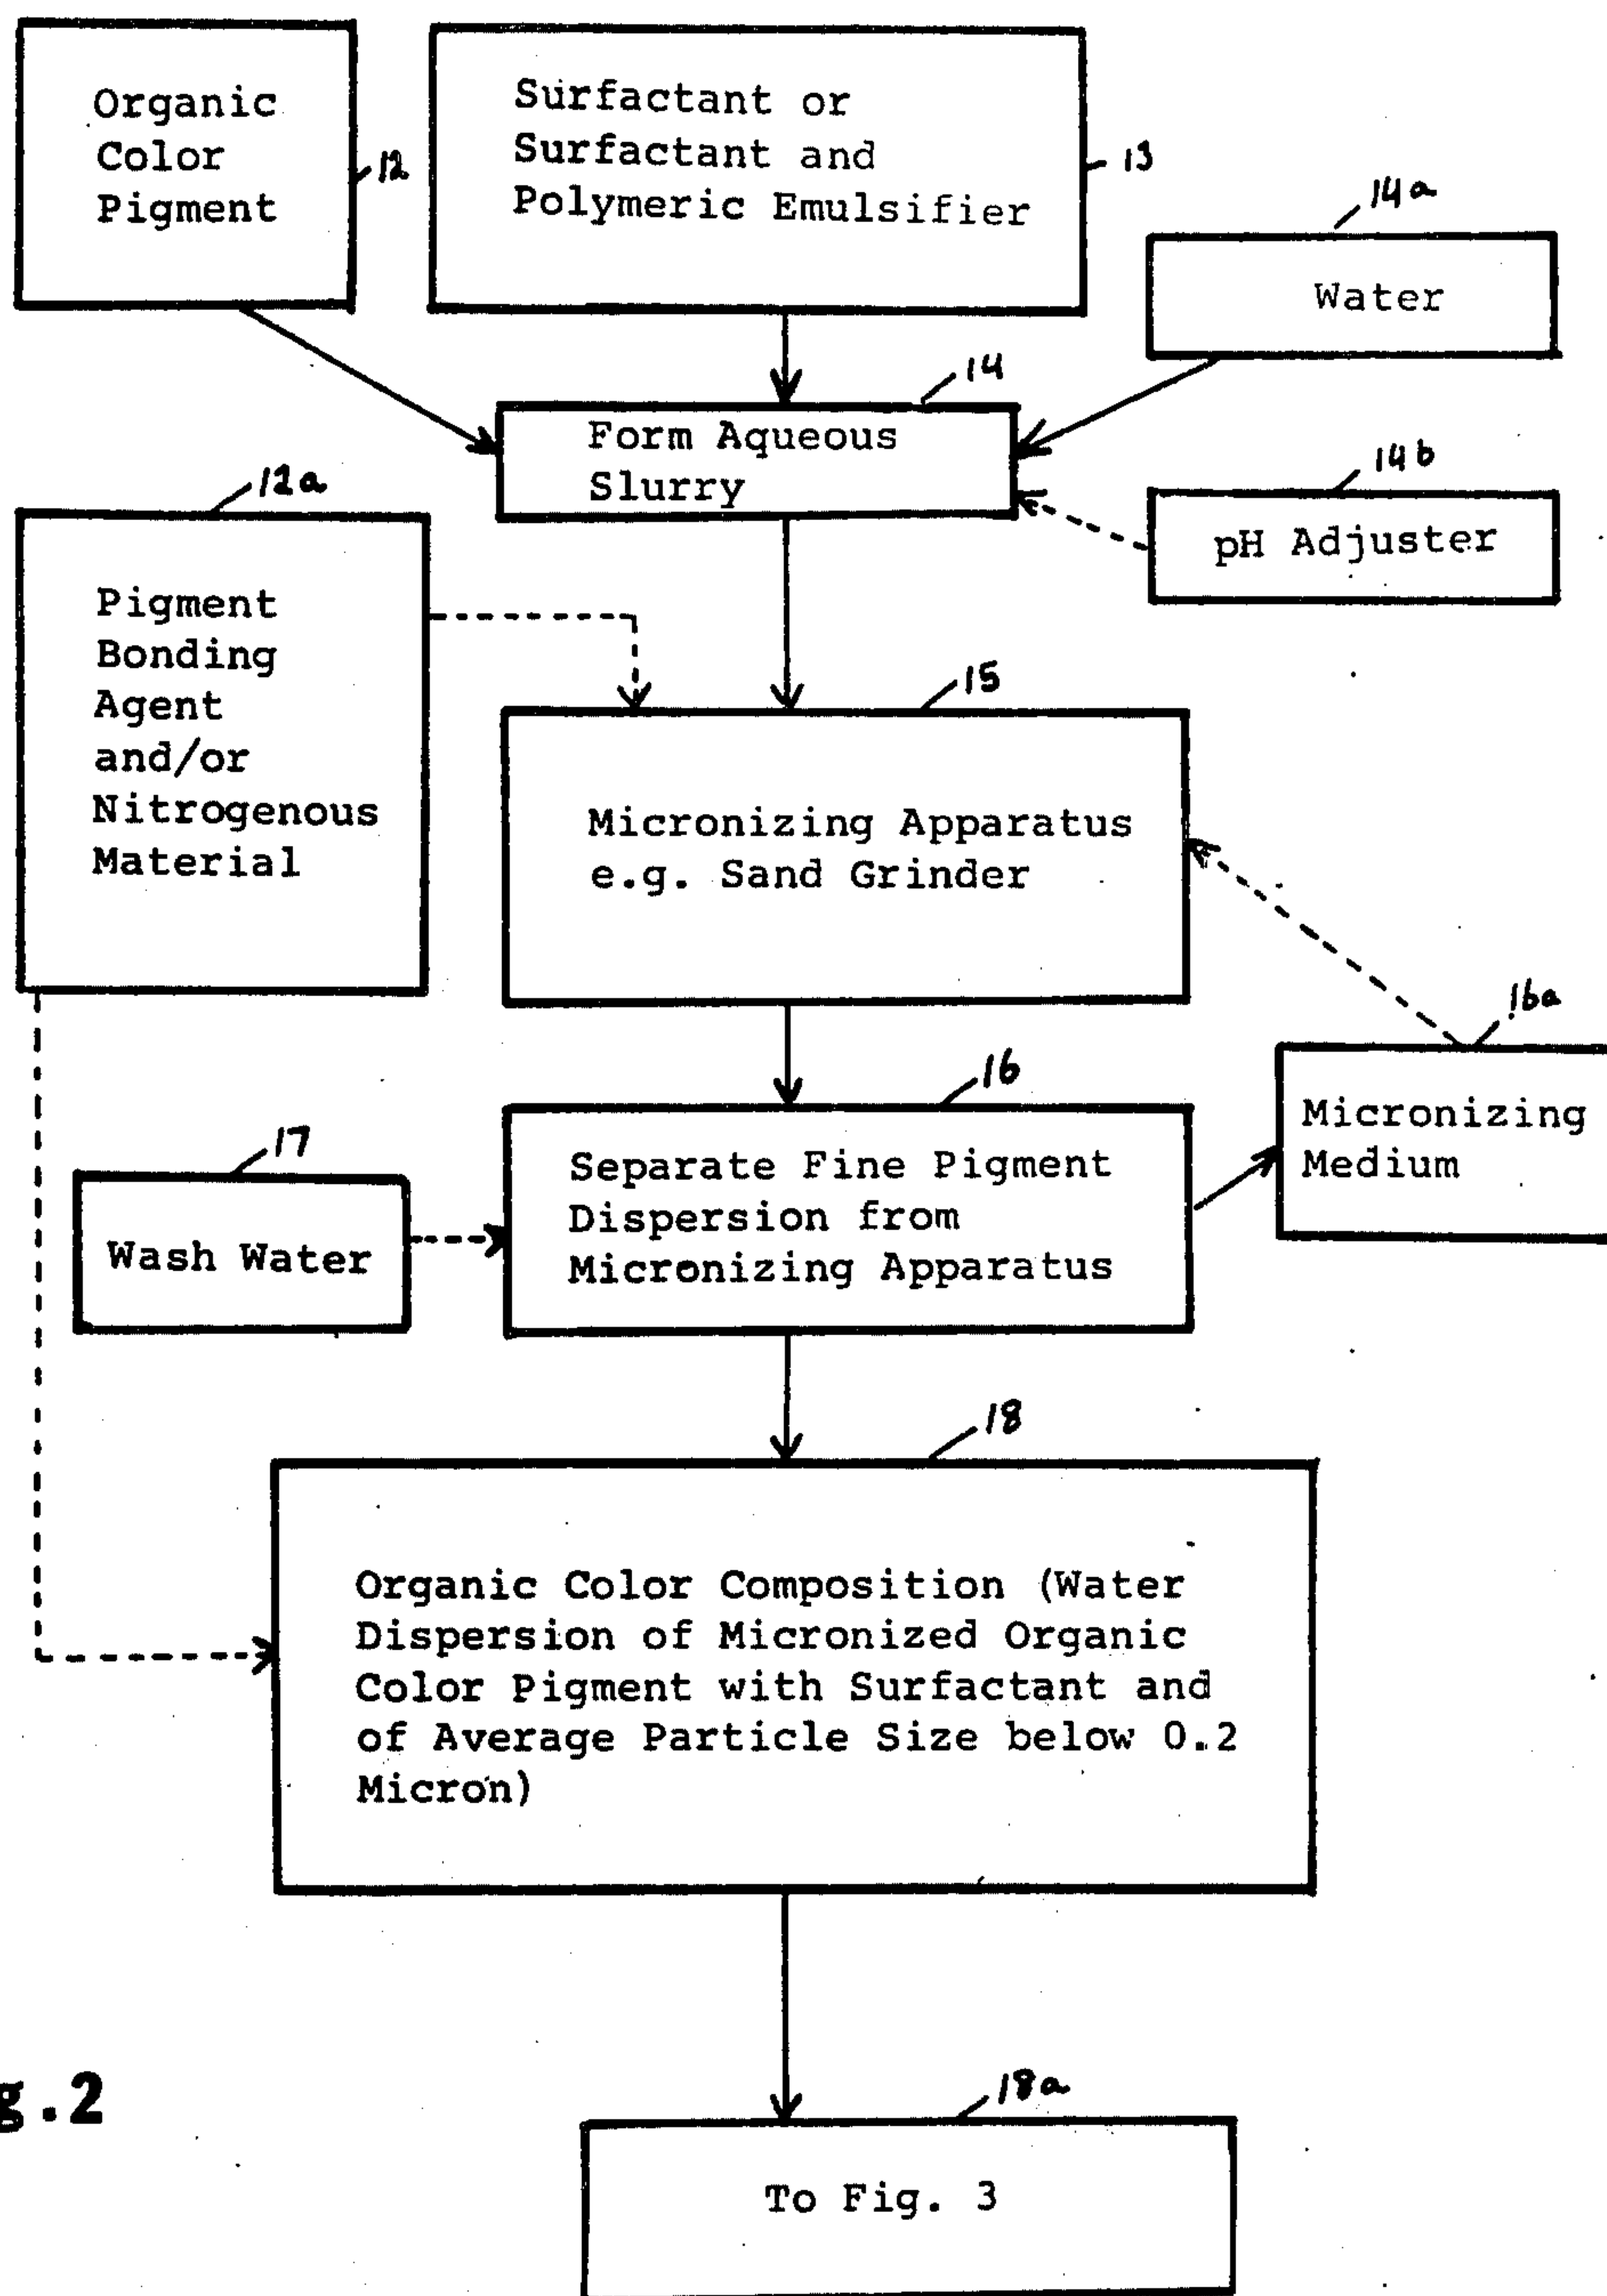 Organic
Color
Pigment
12
Surfactant or
Surfactant and
Polymeric Emulsifier
13
14a
Water
14
Form Aqueous
Slurry
14b
pH Adjuster
12a
Pigment
Bonding
Agent
and/or
Nitrogenous
Material
15
Micronizing Apparatus
e.g. Sand Grinder
16a
Micronizing
Medium
16
Separate Fine Pigment
Dispersion from
Micronizing Apparatus
17
Wash Water
18
Organic Color Composition (Water
Dispersion of Micronized Organic
Color Pigment with Surfactant and
of Average Particle Size below 0.2
Micron)
g.2
18a
To Fig. 3